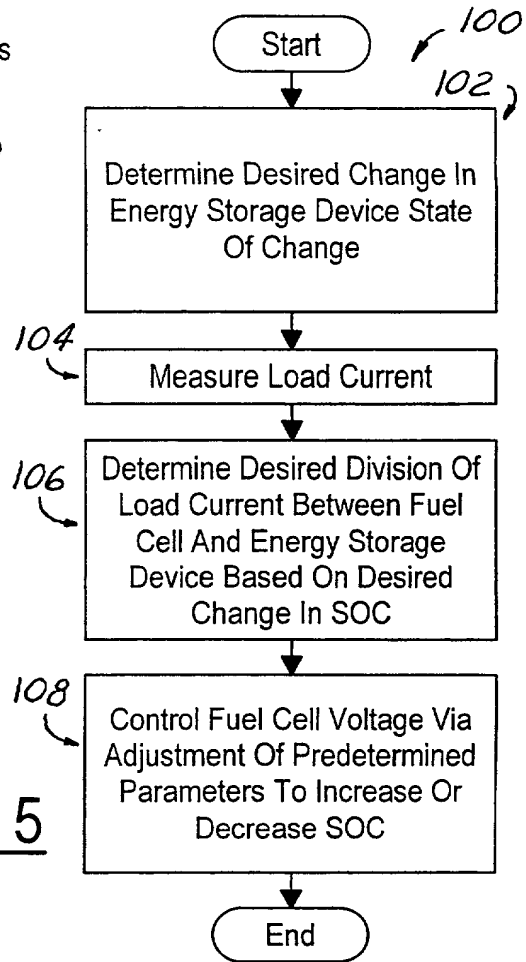 s
Start
100
102
Determine Desired Change In
Energy Storage Device State
Of Change
104
Measure Load Current
106
Determine Desired Division Of
Load Current Between Fuel
Cell And Energy Storage
Device Based On Desired
Change In SOC
108
Control Fuel Cell Voltage Via
Adjustment Of Predetermined
Parameters To Increase Or
Decrease SOC
5
End